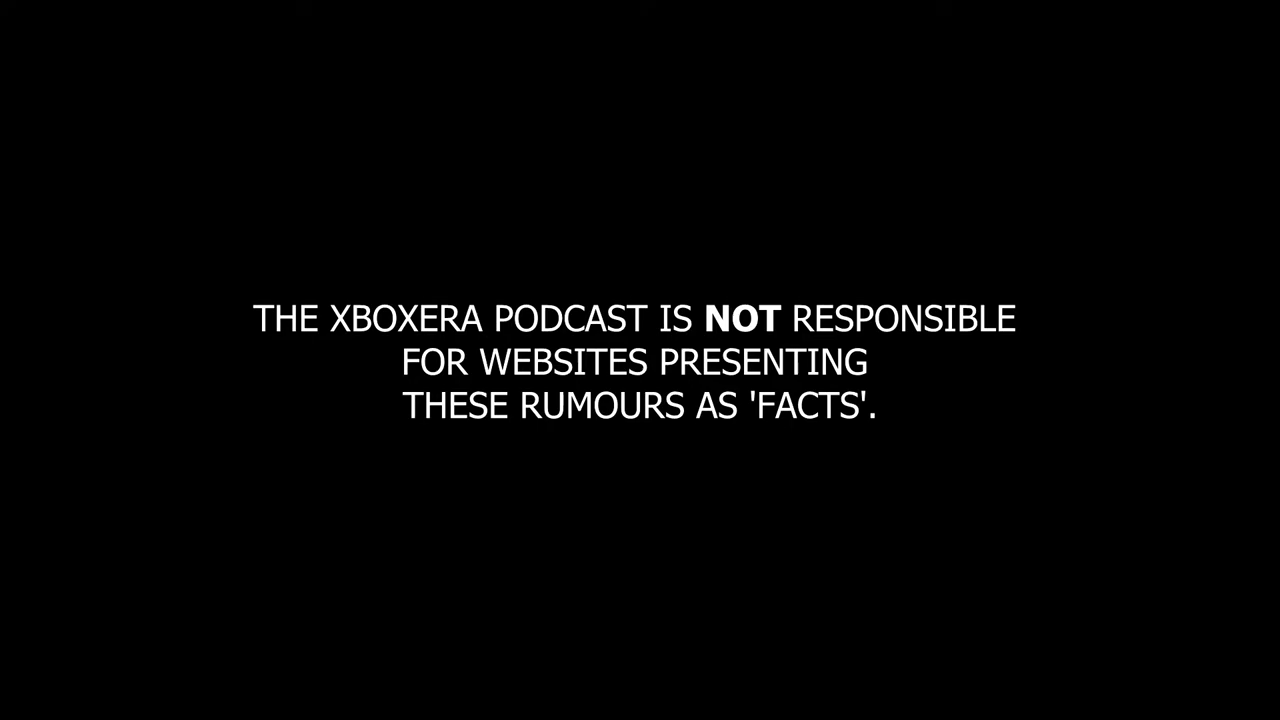 THE XBOXERA PODCAST IS NOT RESPONSIBLE
FOR WEBSITES PRESENTING
THESE RUMOURS AS 'FACTS'.